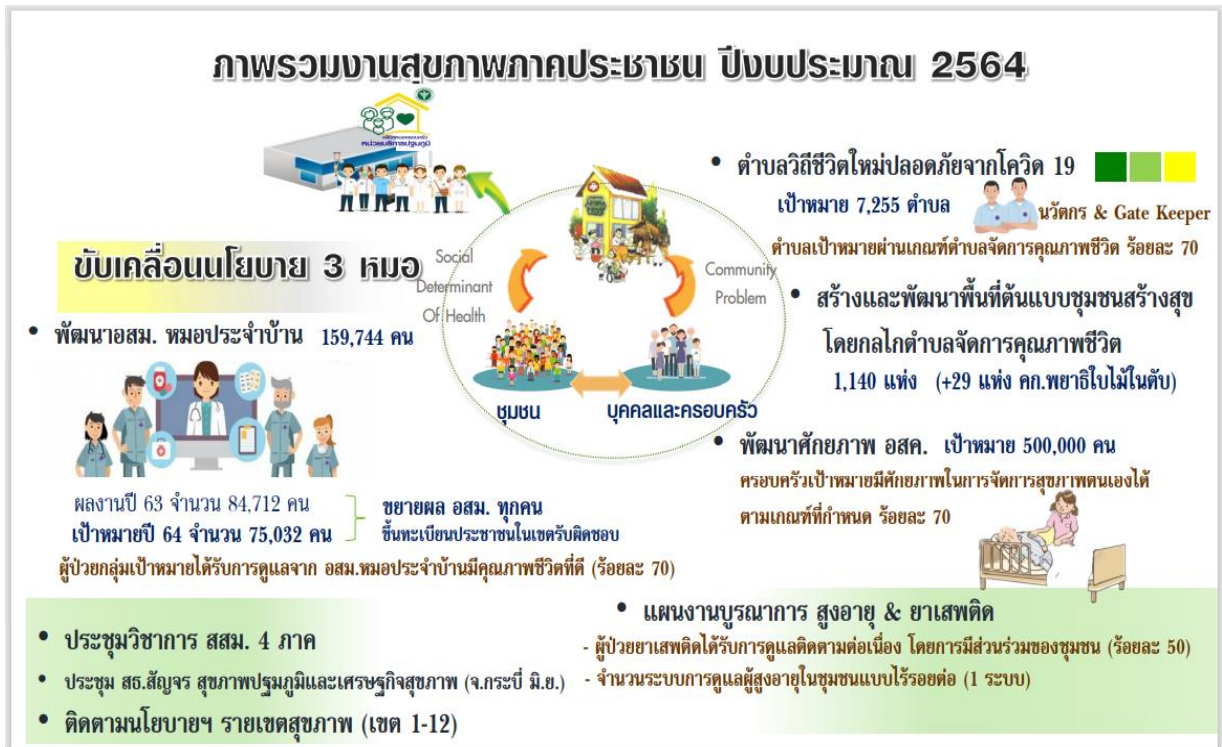 ภาพรวมงานสุขภาพภาคประชาชน ปีงบประมาณ 2564
หน่วยบริการปฐมภูมิ
ขับเคลื่อนนโยบาย 3 หมอ
• พัฒนาอสม. หมอประจำบ้าน 159,744 คน
ผลงานปี 63 จำนวน 84,712 คน
เป้าหมายปี 64 จำนวน 75,032 คน
ขยายผล อสม. ทุกคน
ขึ้นทะเบียนประชาชนในเขตรับผิดชอบ
ผู้ป่วยกลุ่มเป้าหมายได้รับการดูแลจาก อสม.หมอประจำบ้านมีคุณภาพชีวิตที่ดี (ร้อยละ 70)
Social
Determinant
Of Health
Community
Problem
ชุมชน
บุคคลและครอบครัว
• ตำบลวิถีชีวิตใหม่ปลอดภัยจากโควิด 19
เป้าหมาย 7,255 ตำบล
นวัตกร & Gate Keeper
ตำบลเป้าหมายผ่านเกณฑ์ตำบลจัดการคุณภาพชีวิต ร้อยละ 70
• สร้างและพัฒนาพื้นที่ต้นแบบชุมชนสร้างสุข
โดยกลไกตำบลจัดการคุณภาพชีวิต
1,140 แห่ง (+29 แห่ง คก.พยาธิใบไม้ในตับ)
• พัฒนาศักยภาพ อสค. เป้าหมาย 500,000 คน
ครอบครัวเป้าหมายมีศักยภาพในการจัดการสุขภาพตนเองได้
ตามเกณฑ์ที่กำหนด ร้อยละ 70
• ประชุมวิชาการ สสม. 4 ภาค
• ประชุม สธ.สัญจร สุขภาพปฐมภูมิและเศรษฐกิจสุขภาพ (จ.กระบี่ มิ.ย.)
• ติดตามนโยบายฯ รายเขตสุขภาพ (เขต 1-12)
• แผนงานบูรณาการ สูงอายุ & ยาเสพติด
- ผู้ป่วยยาเสพติดได้รับการดูแลติดตามต่อเนื่อง โดยการมีส่วนร่วมของชุมชน (ร้อยละ 50)
- จำนวนระบบการดูแลผู้สูงอายุในชุมชนแบบไร้รอยต่อ (1 ระบบ)